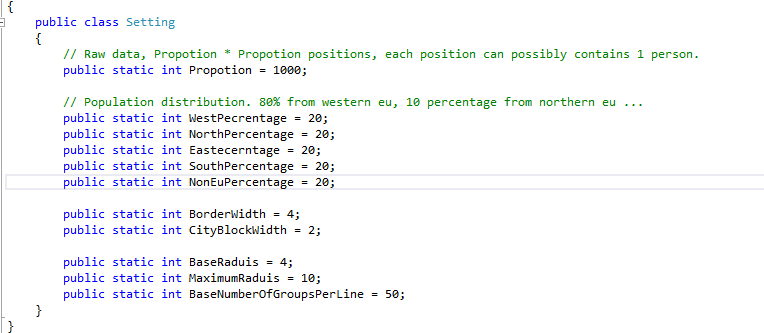 {
public class Setting
{
// Raw data, Propotion * Propotion positions, each position can possibly contains 1 person.
public static int Propotion = 1000;
// Population distribution. 80% from western eu, 10 percentage from northern eu ...
public static int WestPecrentage = 20;
public static int NorthPercentage = 20;
public static int Eastecerntage = 20;
public static int SouthPercentage = 20;
public static int NonEuPercentage = 20;
public static int BorderWidth = 4;
public static int CityBlockWidth = 2;
public static int BaseRaduis = 4;
public static int MaximumRaduis = 10;
public static int BaseNumberOfGroupsPerLine = 50;
}
}